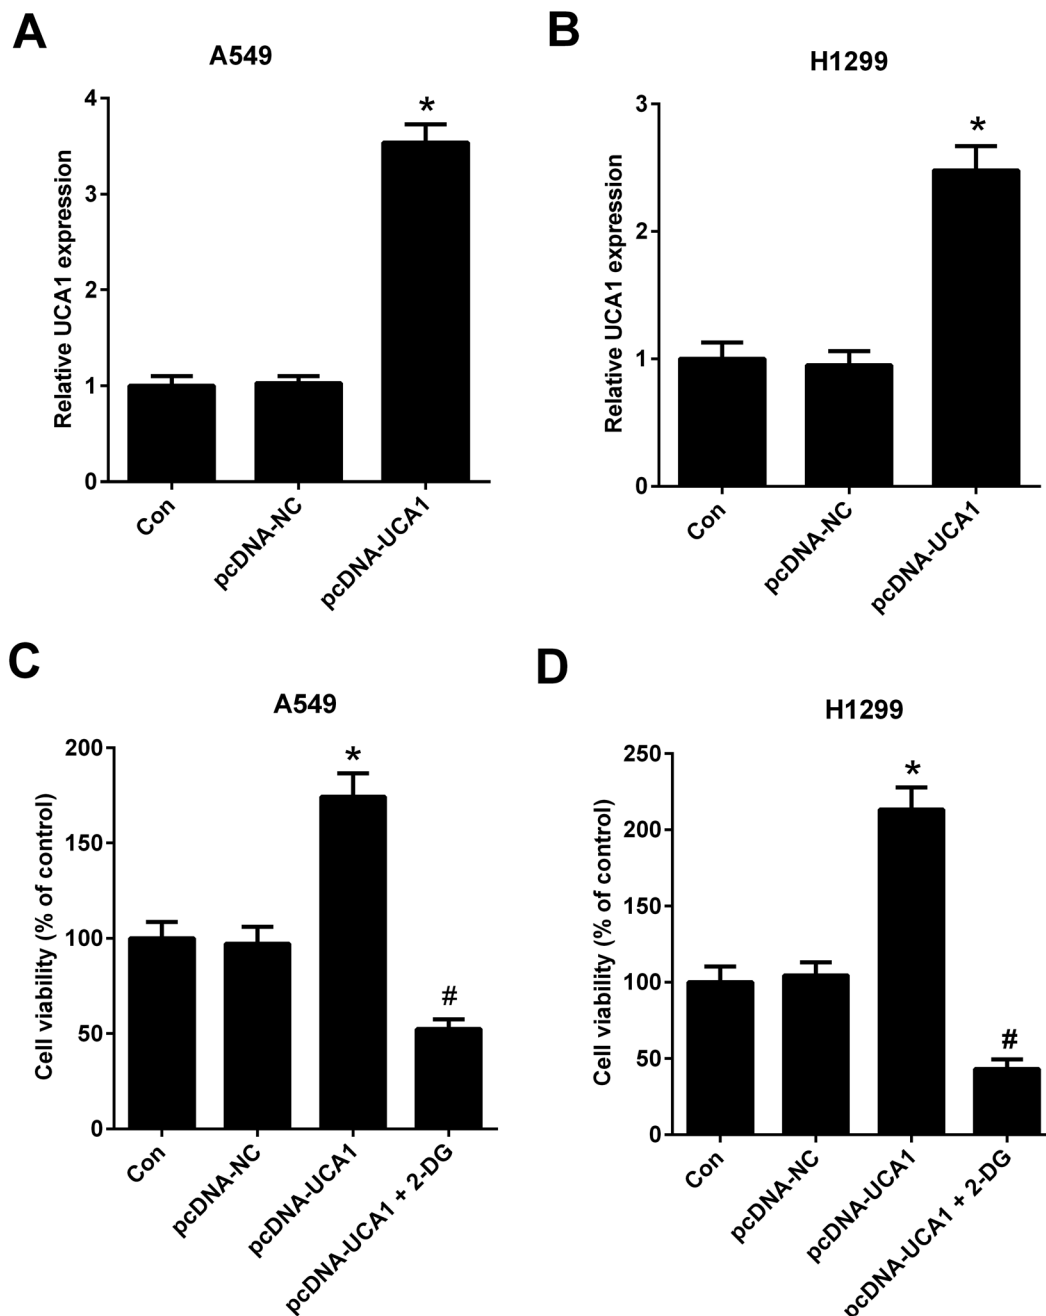 A
A549
Relative UCA1 expression
4
3
2
1
0
*
Con
pcDNA-NC
pcDNA-UCA1
B
H1299
Relative UCA1 expression
3
2
1
0
*
Con
pcDNA-NC
pcDNA-UCA1
C
A549
Cell viability (% of control)
200
150
100
50
0
*
#
Con
pcDNA-NC
pcDNA-UCA1
pcDNA-UCA1 + 2-DG
D
H1299
Cell viability (% of control)
250
200
150
100
50
0
*
#
Con
pcDNA-NC
pcDNA-UCA1
pcDNA-UCA1 + 2-DG